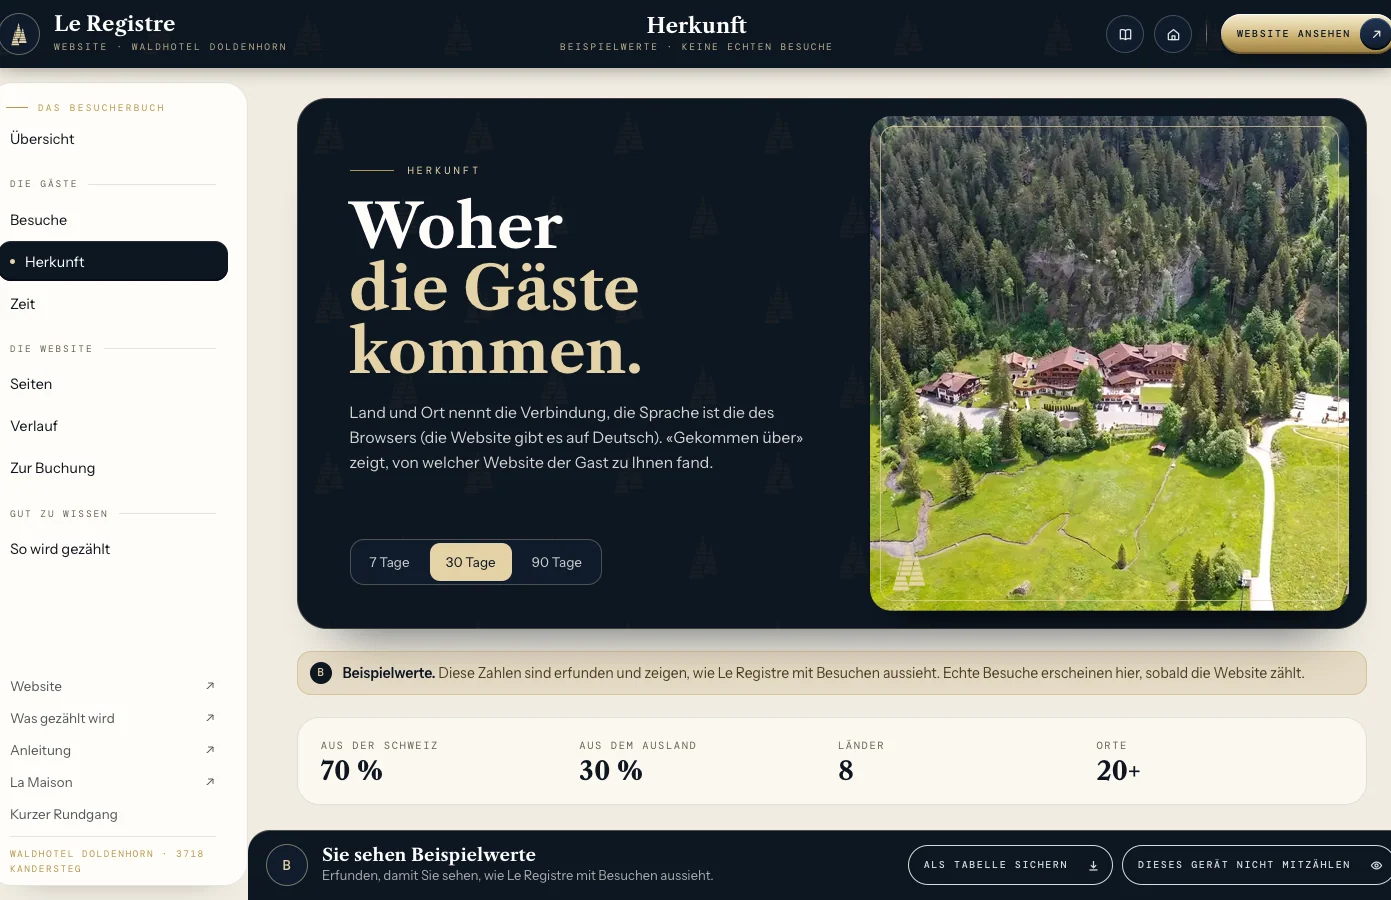 Le Registre
WEBSITE · WALDHOTEL DOLDENHORN
Herkunft
BEISPIELWERTE · KEINE ECHTEN BESUCHE
WEBSITE ANSEHEN
DAS BESUCHERBUCH
Übersicht
DIE GÄSTE
Besuche
Herkunft
Zeit
DIE WEBSITE
Seiten
Verlauf
Zur Buchung
GUT ZU WISSEN
So wird gezählt
Website
Was gezählt wird
Anleitung
La Maison
Kurzer Rundgang
WALDHOTEL DOLDENHORN · 3718
KANDERSTEG
HERKUNFT
Woher
die Gäste
kommen.
Land und Ort nennt die Verbindung, die Sprache ist die des
Browsers (die Website gibt es auf Deutsch). «Gekommen über»
zeigt, von welcher Website der Gast zu Ihnen fand.
7 Tage
30 Tage
90 Tage
B
Beispielwerte. Diese Zahlen sind erfunden und zeigen, wie Le Registre mit Besuchen aussieht. Echte Besuche erscheinen hier, sobald die Website zählt.
AUS DER SCHWEIZ
70 %
AUS DEM AUSLAND
30 %
LÄNDER
8
ORTE
20+
B
Sie sehen Beispielwerte
Erfunden, damit Sie sehen, wie Le Registre mit Besuchen aussieht.
ALS TABELLE SICHERN
DIESES GERÄT NICHT MITZÄHLEN